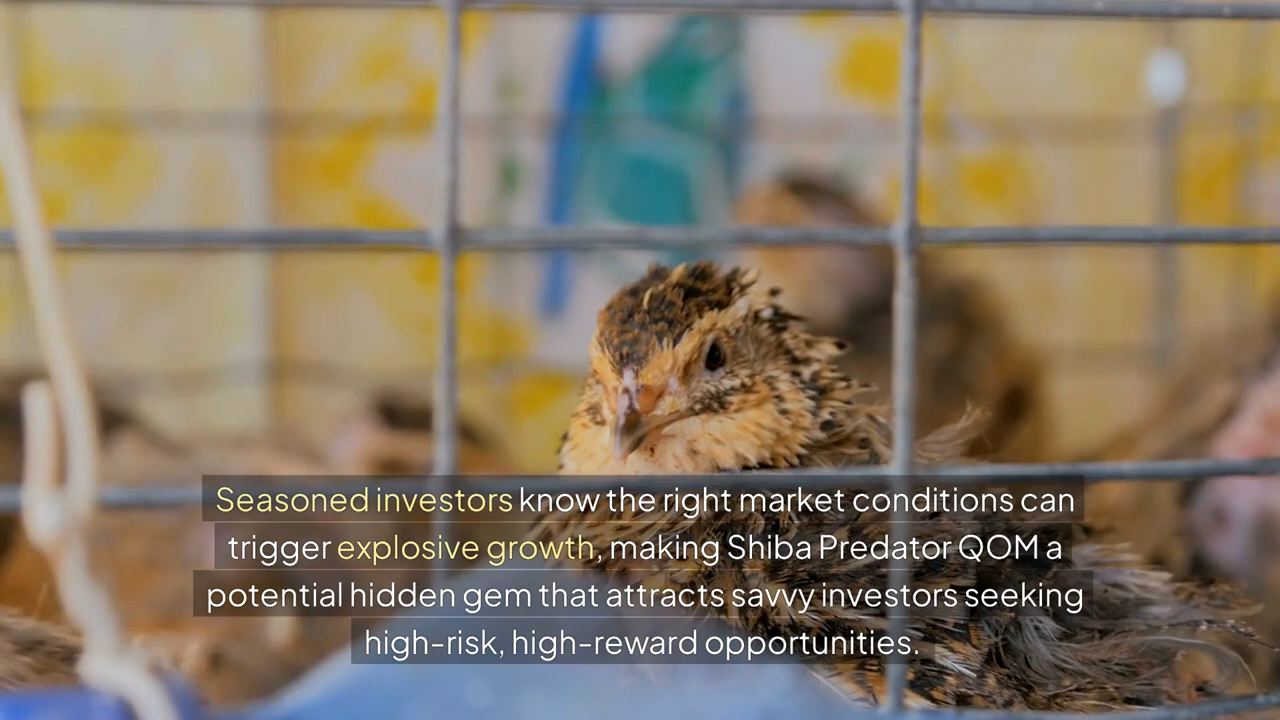 Seasoned investors know the right market conditions can
trigger explosive growth, making Shiba Predator QOM a
potential hidden gem that attracts savvy investors seeking
high-risk, high-reward opportunities.